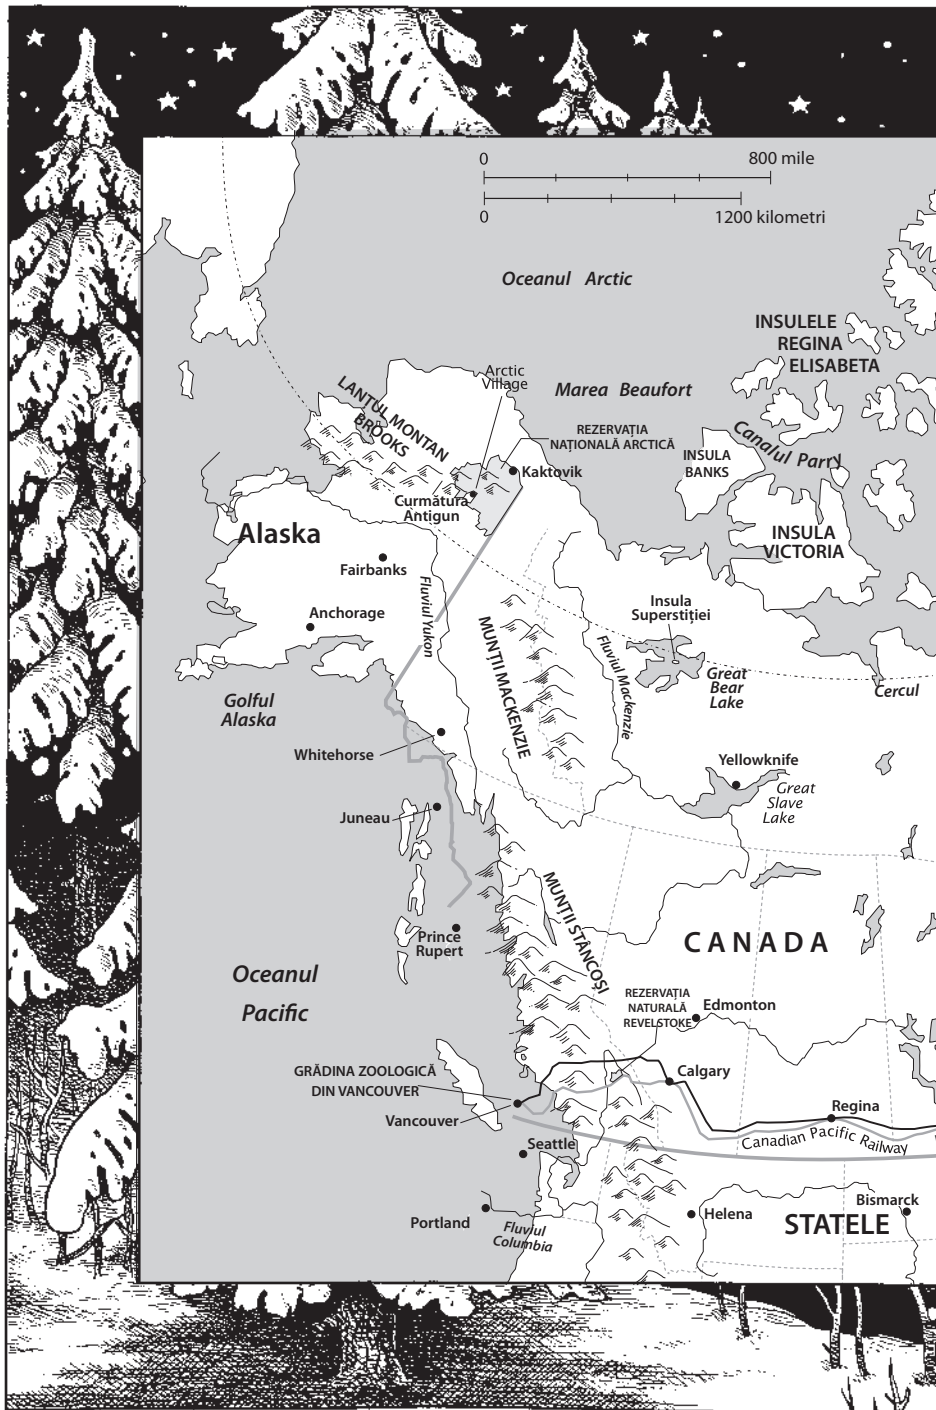 0 800 mile
0 1200 kilometri
Oceanul Arctic
INSULELE
REGINA
ELISABETA
Arctic
Village
Marea Beaufort
LANTUL MONTAN
BROOKS
REZERVAȚIA
NAȚIONALĂ ARCTICĂ
Canalul Parry
INSULA
BANKS
Kaktovik
Curmătura
Antigun
Alaska
INSULA
VICTORIA
Fairbanks
Fluviul Yukon
Anchorage
Insula
Superstiției
MUNȚII MACKENZIE
Fluviul Mackenzie
Great
Bear
Lake
Cercul
Golful
Alaska
Whitehorse
Yellowknife
Great
Slave
Lake
Juneau
MUNȚII STÂNCOȘI
Prince
Rupert
CANADA
Oceanul
Pacific
REZERVAȚIA
NATURALĂ
REVELSTOKE
Edmonton
GRĂDINA ZOOLOGICĂ
DIN VANCOUVER
Calgary
Vancouver
Regina
Canadian Pacific Railway
Seattle
Portland
Fluviul
Columbia
Helena
STATELE
Bismarck